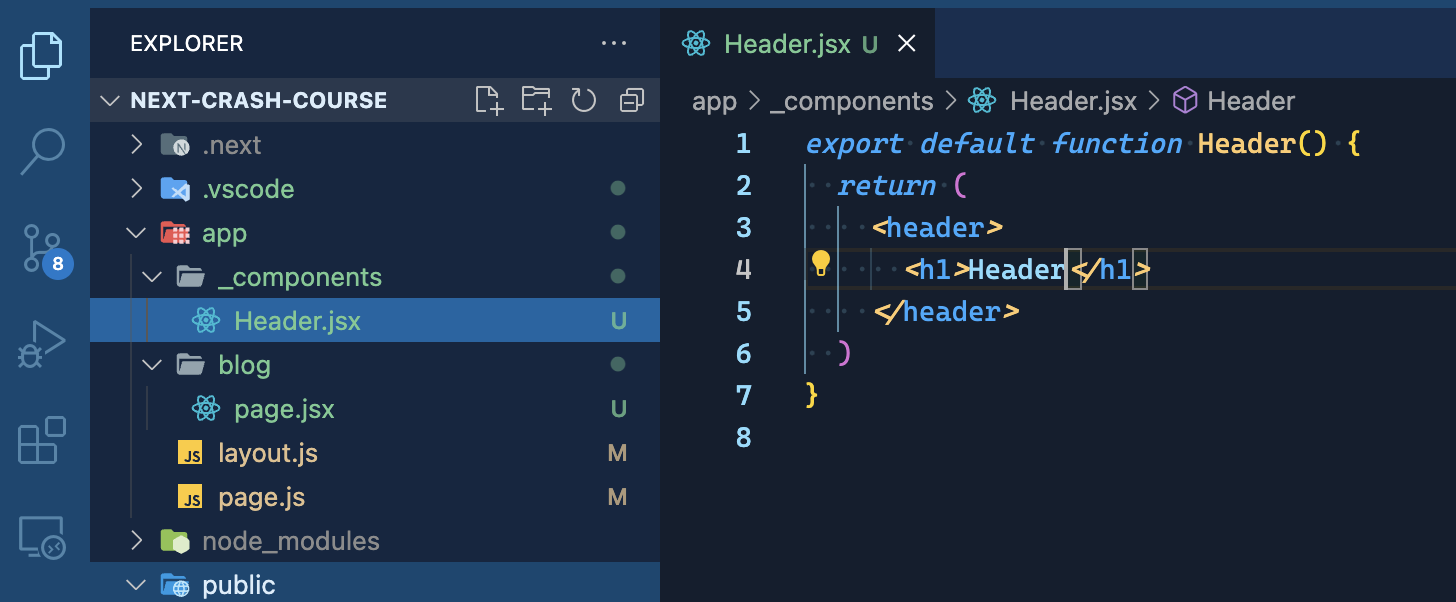 EXPLORER
NEXT-CRASH-COURSE
.next
.vscode
app
_components
Header.jsx U
blog
page.jsx U
JS layout.js M
JS page.js M
node_modules
public
8
Header.jsx U
app > _components > Header.jsx > Header
1 export default function Header() {
2   return (
3     <header>
4       <h1>Header</h1>
5     </header>
6   )
7 }
8